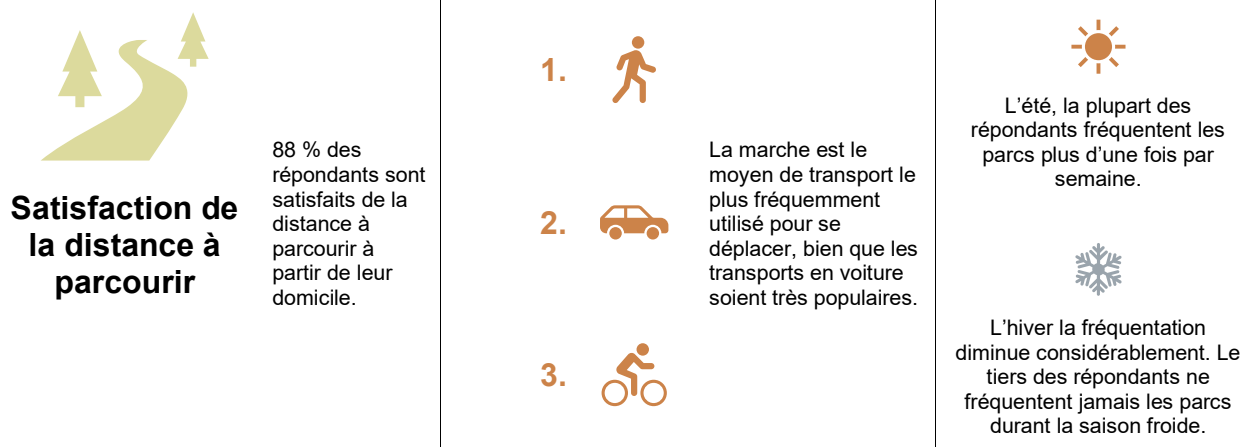 Satisfaction de
la distance à
parcourir
88 % des
répondants sont
satisfaits de la
distance à
parcourir à
partir de leur
domicile.
1.
2.
3.
La marche est le
moyen de transport le
plus fréquemment
utilisé pour se
déplacer, bien que les
transports en voiture
soient très populaires.
L'été, la plupart des
répondants fréquentent les
parcs plus d'une fois par
semaine.
L'hiver la fréquentation
diminue considérablement. Le
tiers des répondants ne
fréquentent jamais les parcs
durant la saison froide.